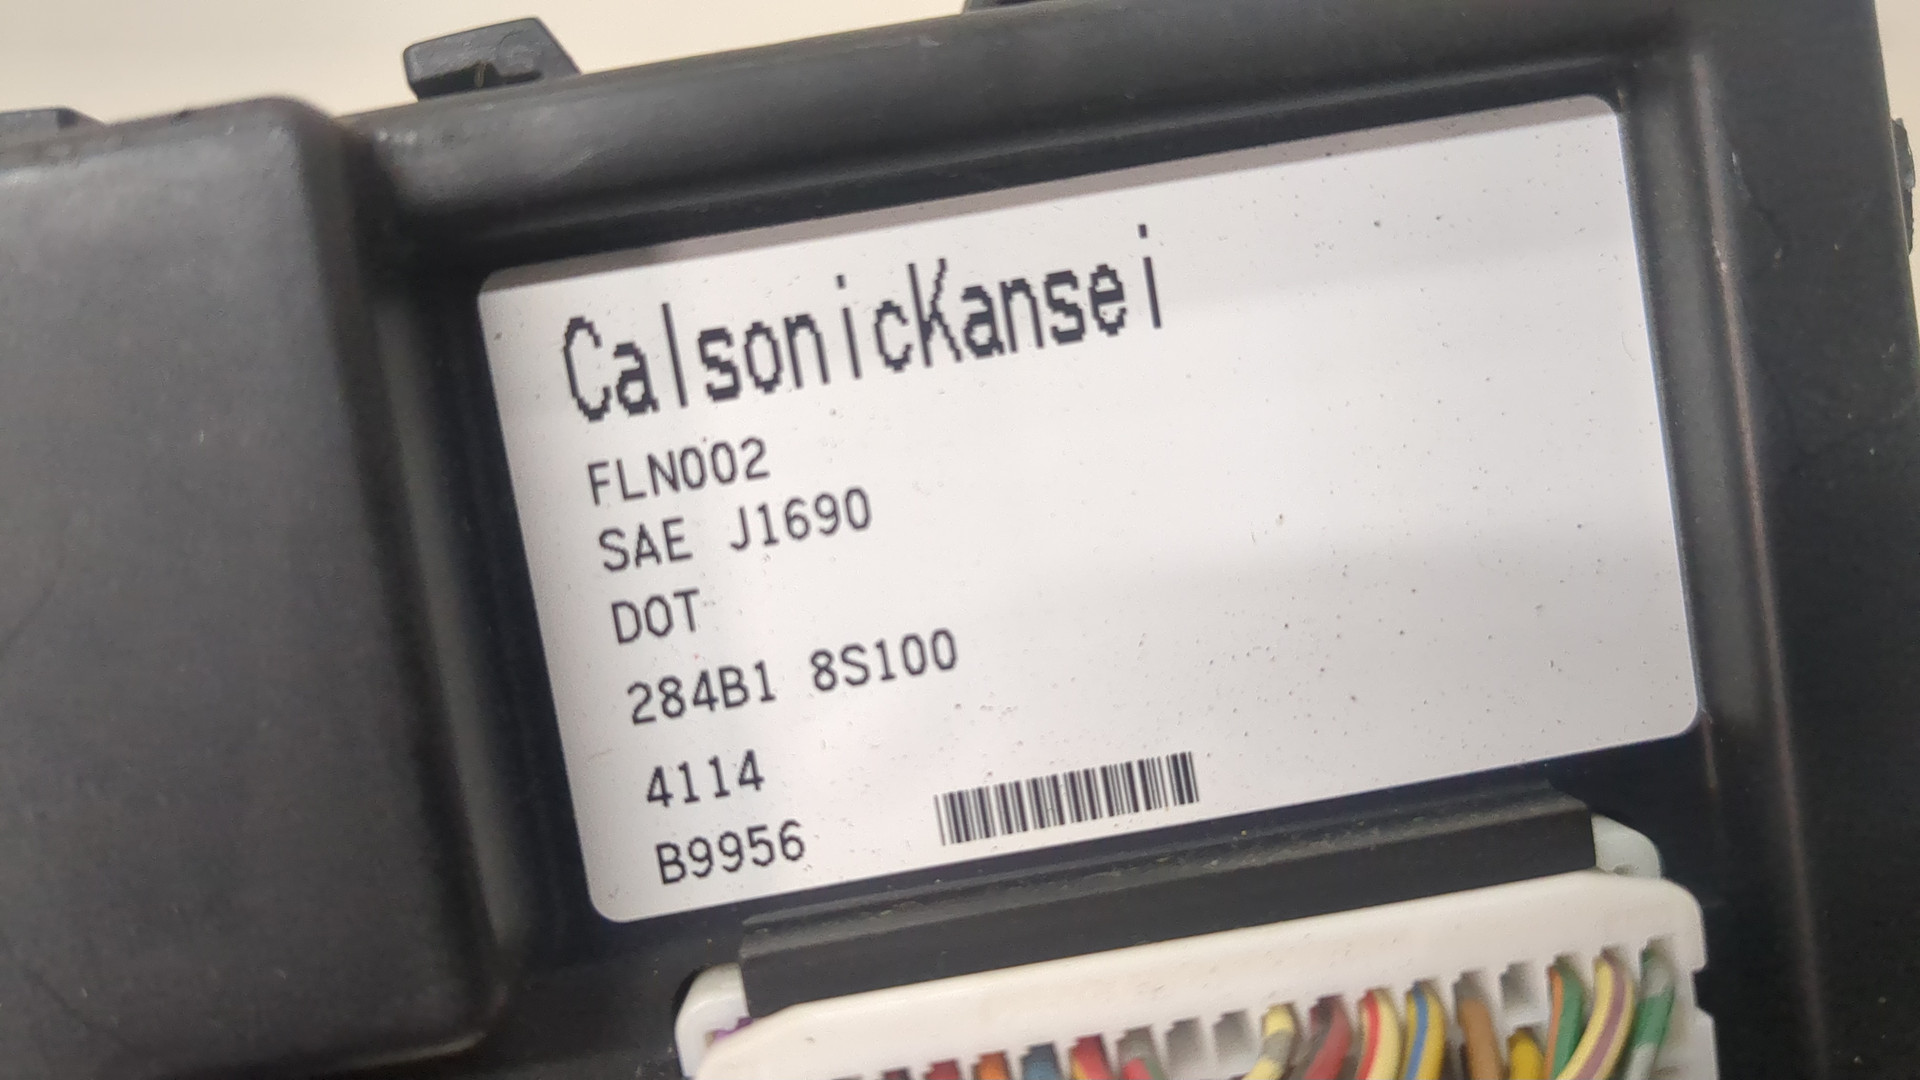 CalsonicKansei
FLN002
SAE J1690
DOT
284B1 8S100
4114
B9956